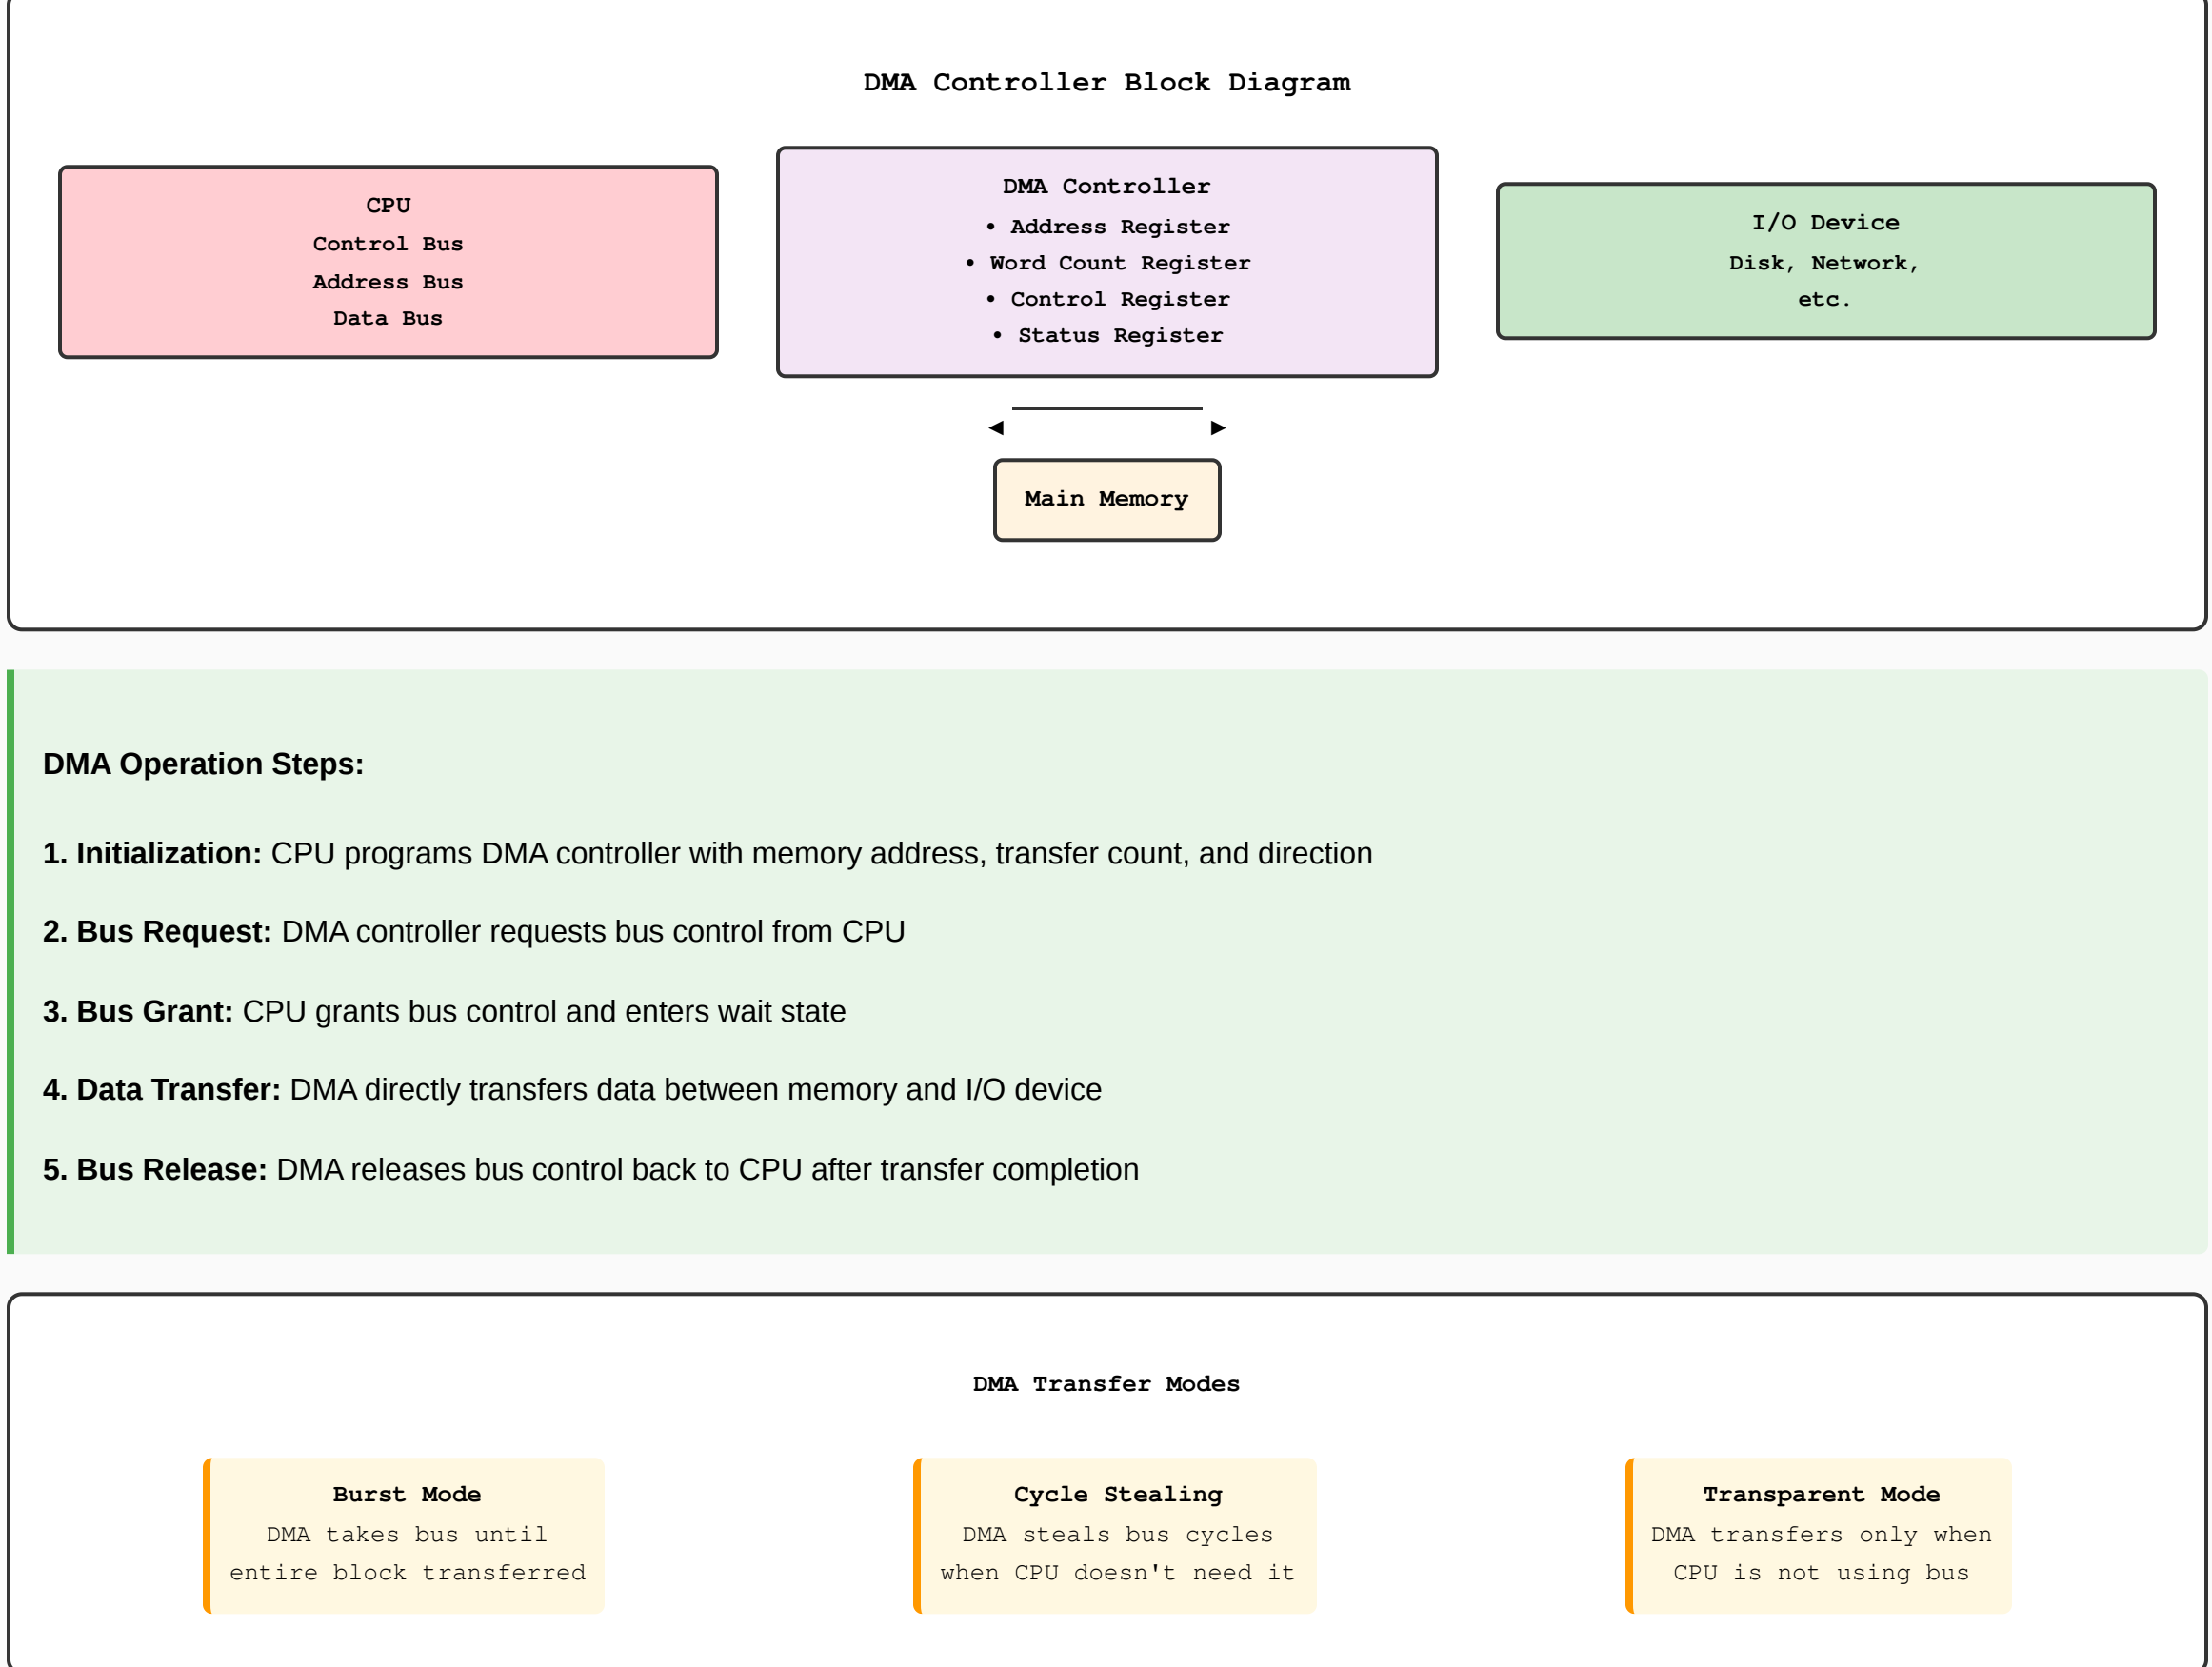 DMA Controller Block Diagram
CPU
Control Bus
Address Bus
Data Bus
DMA Controller
• Address Register
• Word Count Register
• Control Register
• Status Register
I/O Device
Disk, Network,
etc.
◄ ►
Main Memory
DMA Operation Steps:
1. Initialization: CPU programs DMA controller with memory address, transfer count, and direction
2. Bus Request: DMA controller requests bus control from CPU
3. Bus Grant: CPU grants bus control and enters wait state
4. Data Transfer: DMA directly transfers data between memory and I/O device
5. Bus Release: DMA releases bus control back to CPU after transfer completion
DMA Transfer Modes
Burst Mode
DMA takes bus until
entire block transferred
Cycle Stealing
DMA steals bus cycles
when CPU doesn't need it
Transparent Mode
DMA transfers only when
CPU is not using bus